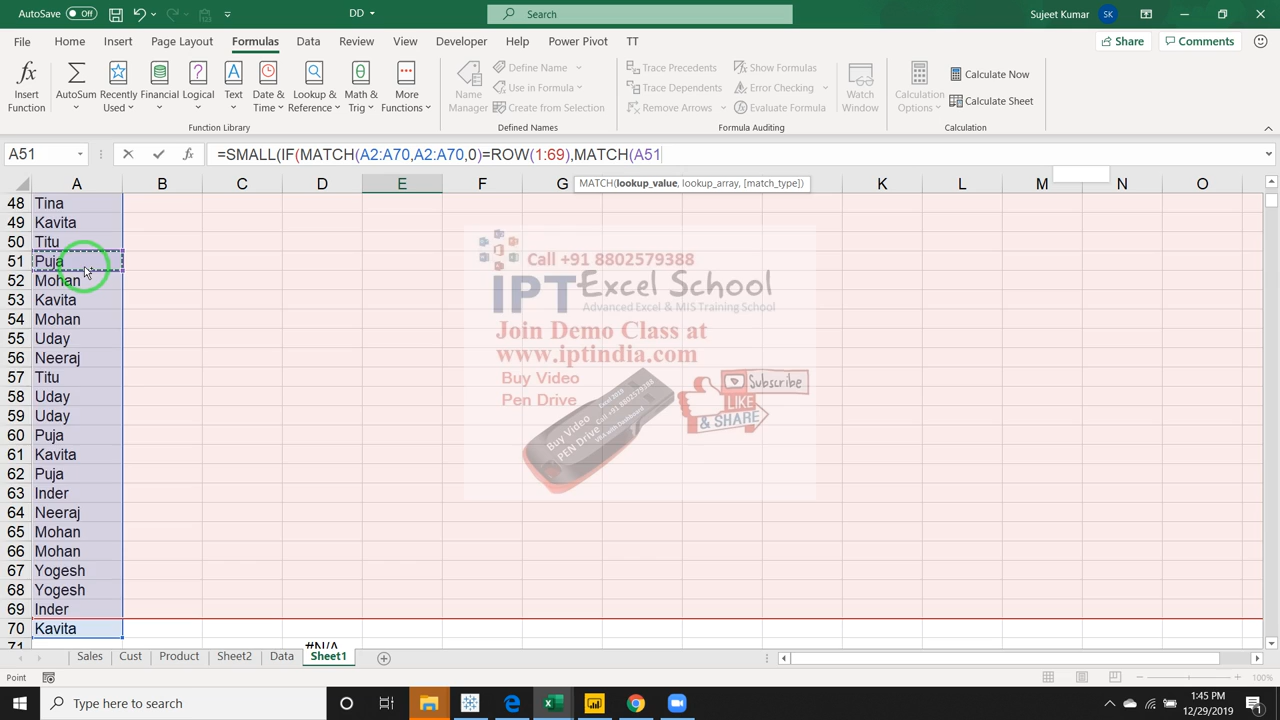 AutoSave Off DD Search Sujeet Kumar SK
File Home Insert Page Layout Formulas Data Review View Developer Help Power Pivot TT Share Comments
Insert Function
AutoSum
Recently Used
Financial
Logical
Text
Date & Time
Lookup & Reference
Math & Trig
More Functions
Function Library
Name Manager
Define Name
Use in Formula
Create from Selection
Defined Names
Trace Precedents
Trace Dependents
Remove Arrows
Show Formulas
Error Checking
Evaluate Formula
Formula Auditing
Watch Window
Calculation Options
Calculate Now
Calculate Sheet
Calculation
A51 fx =SMALL(IF(MATCH(A2:A70,A2:A70,0)=ROW(1:69),MATCH(A51
MATCH(lookup_value, lookup_array, [match_type])
A B C D E F G K L M N O
48 Tina
49 Kavita
50 Titu
51 Puja
52 Mohan
53 Kavita
54 Mohan
55 Uday
56 Neeraj
57 Titu
58 Uday
59 Uday
60 Puja
61 Kavita
62 Puja
63 Inder
64 Neeraj
65 Mohan
66 Mohan
67 Yogesh
68 Yogesh
69 Inder
70 Kavita
71 #N/A
Call +91 8802579388
IPT Excel School
Advanced Excel & MIS Training School
Join Demo Class at
www.iptindia.com
Buy Video
Pen Drive
Subscribe
LIKE
& SHARE
Buy Video
PEN Drive
Sales Cust Product Sheet2 Data Sheet1
Point 100%
Type here to search
1:45 PM
12/29/2019